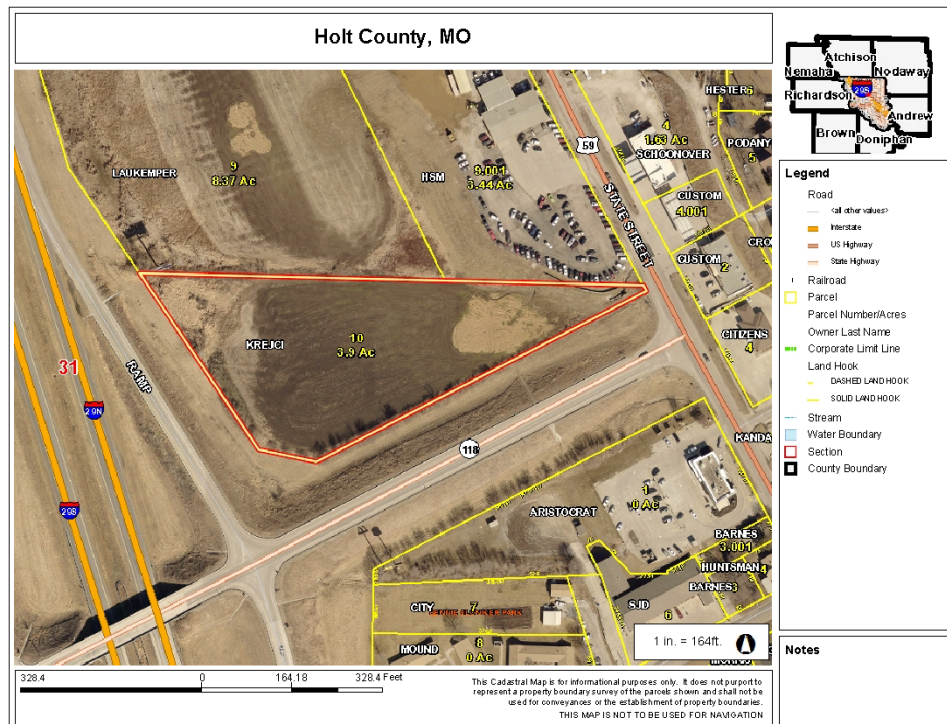 Holt County, MO
LAUKEMPER
9
8.37 Ac
HSM
9.001
3.44 Ac
59
STATE STREET
4
1.63 Ac
SCHOONOVER
HESTER 6
PODANY
5
CUSTOM
4.001
CRO
CUSTOM
2
CITIZENS
4
KREJCI
10
3.9 Ac
RAMP
31
29N
29S
118
KANDA
1
0 Ac
ARISTOCRAT
BARNES
3.001
HUNTSMAN
4
BARNES 3
SJD
6
CITY
7
MOUND
8
0 Ac
1 in. = 164ft.
Atchison
Nemaha
Nodaway
Richardson
29S
Andrew
Brown
Doniphan
Legend
Road
<all other values>
Interstate
US Highway
State Highway
Railroad
Parcel
Parcel Number/Acres
Owner Last Name
Corporate Limit Line
Land Hook
DASHED LAND HOOK
SOLID LAND HOOK
Stream
Water Boundary
Section
County Boundary
Notes
328.4
0
164.18
328.4 Feet
This Cadastral Map is for informational purposes only. It does not purport to
represent a property boundary survey of the parcels shown and shall not be
used for conveyances or the establishment of property boundaries.
THIS MAP IS NOT TO BE USED FOR NAVIGATION